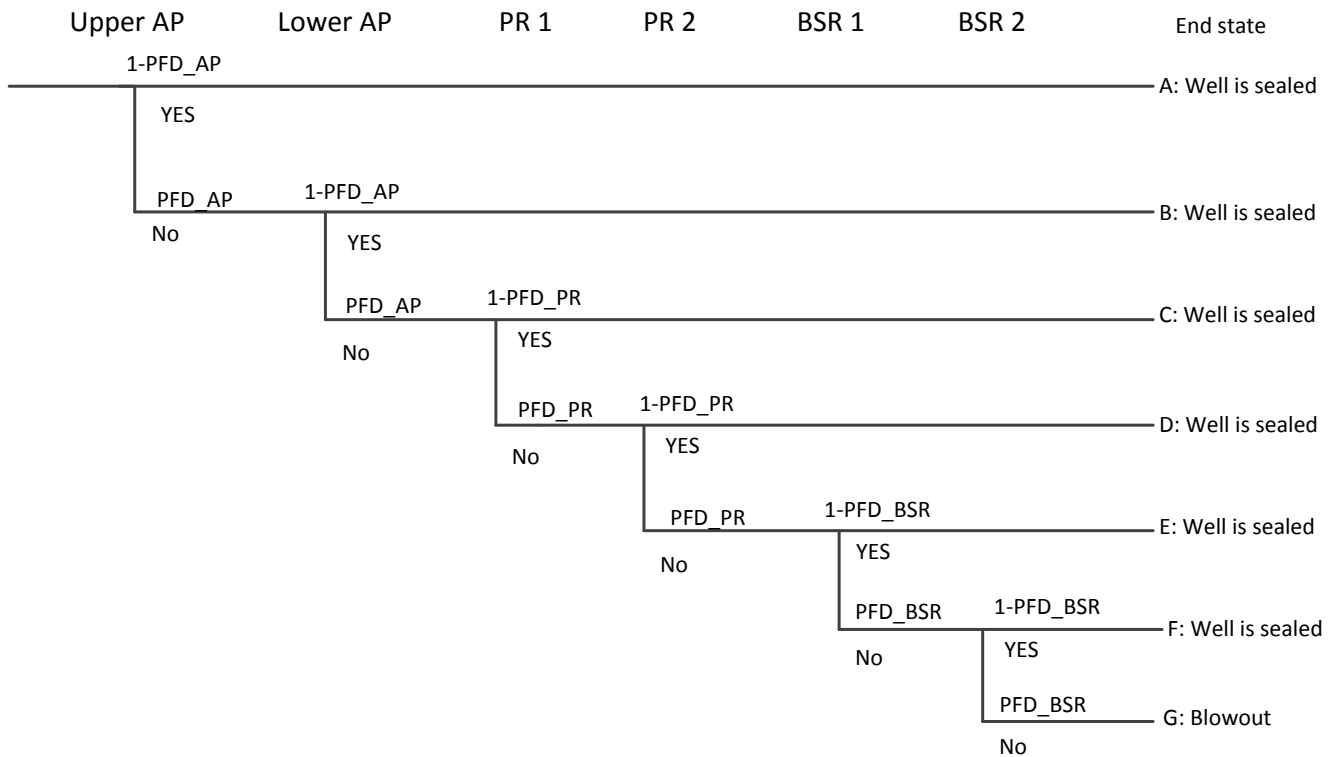 Upper AP Lower AP PR 1 PR 2 BSR 1 BSR 2 End state
1-PFD_AP
A: Well is sealed
YES
PFD_AP 1-PFD_AP
B: Well is sealed
No
YES
PFD_AP 1-PFD_PR
C: Well is sealed
No
YES
PFD_PR 1-PFD_PR
D: Well is sealed
No
YES
PFD_PR 1-PFD_BSR
E: Well is sealed
No
YES
PFD_BSR 1-PFD_BSR
F: Well is sealed
No
YES
PFD_BSR
G: Blowout
No